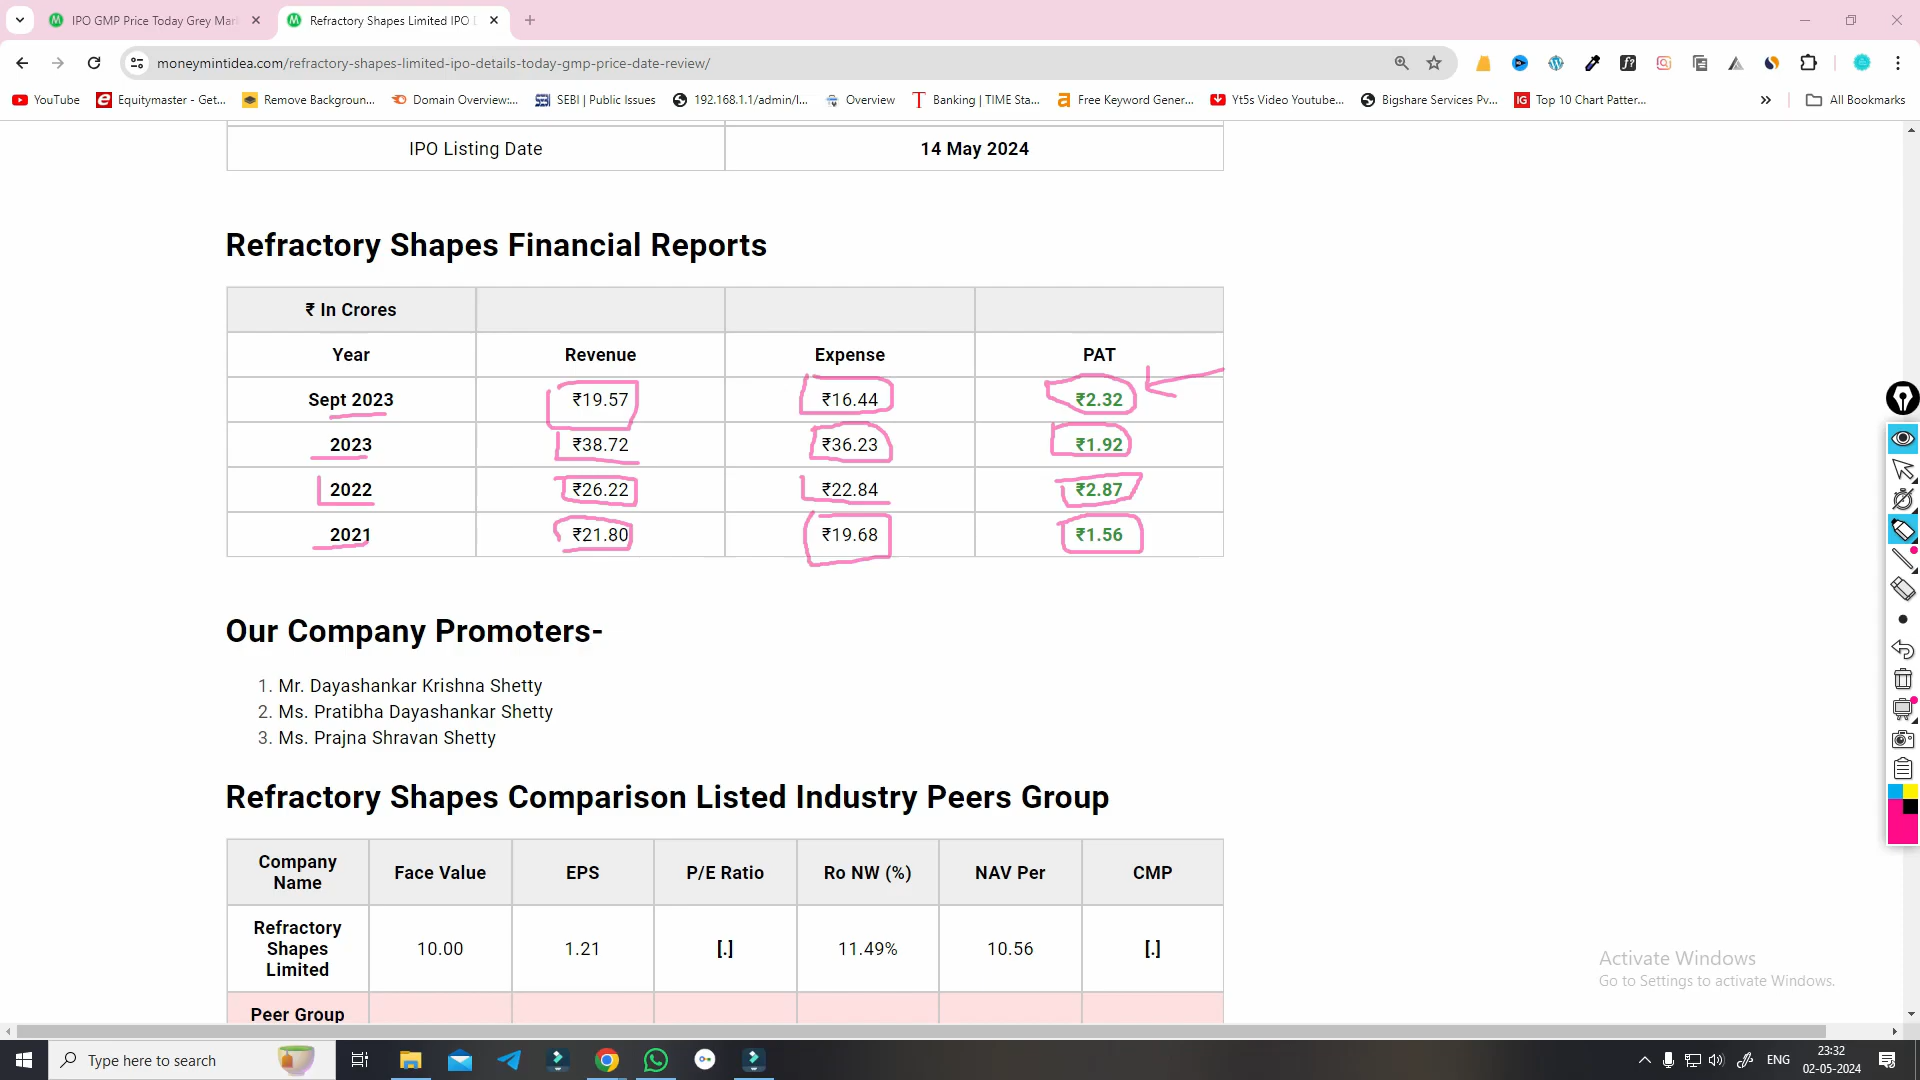 IPO GMP Price Today Grey Mar
Refractory Shapes Limited IPO
moneymintidea.com/refractory-shapes-limited-ipo-details-today-gmp-price-date-review/
YouTube
Equitymaster - Get...
Remove Backgroun...
Domain Overview:...
SEBI | Public Issues
192.168.1.1/admin/l...
Overview
Banking | TIME Sta...
Free Keyword Gener...
Yt5s Video Youtube...
Bigshare Services Pv...
Top 10 Chart Patter...
All Bookmarks
IPO Listing Date 14 May 2024
Refractory Shapes Financial Reports
₹ In Crores
Year Revenue Expense PAT
Sept 2023 ₹19.57 ₹16.44 ₹2.32
2023 ₹38.72 ₹36.23 ₹1.92
2022 ₹26.22 ₹22.84 ₹2.87
2021 ₹21.80 ₹19.68 ₹1.56
Our Company Promoters-
1. Mr. Dayashankar Krishna Shetty
2. Ms. Pratibha Dayashankar Shetty
3. Ms. Prajna Shravan Shetty
Refractory Shapes Comparison Listed Industry Peers Group
Company
Name
Face Value EPS P/E Ratio Ro NW (%) NAV Per CMP
Refractory
Shapes
Limited
10.00 1.21 [.] 11.49% 10.56 [.]
Peer Group
Activate Windows
Go to Settings to activate Windows.
Type here to search
ENG
23:32
02-05-2024